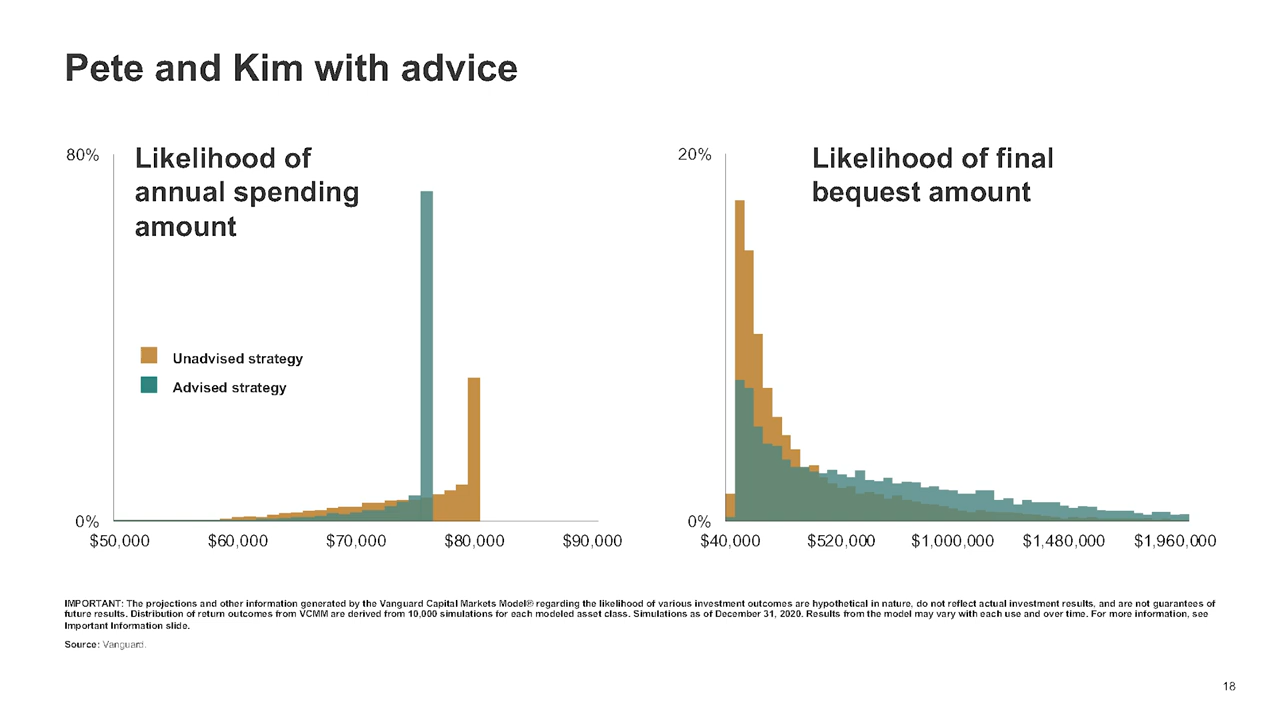 Pete and Kim with advice
80%
Likelihood of
annual spending
amount
Unadvised strategy
Advised strategy
0%
$50,000 $60,000 $70,000 $80,000 $90,000
20%
Likelihood of final
bequest amount
0%
$40,000 $520,000 $1,000,000 $1,480,000 $1,960,000
IMPORTANT: The projections and other information generated by the Vanguard Capital Markets Model® regarding the likelihood of various investment outcomes are hypothetical in nature, do not reflect actual investment results, and are not guarantees of
future results. Distribution of return outcomes from VCMM are derived from 10,000 simulations for each modeled asset class. Simulations as of December 31, 2020. Results from the model may vary with each use and over time. For more information, see
Important Information slide.
Source: Vanguard.
18